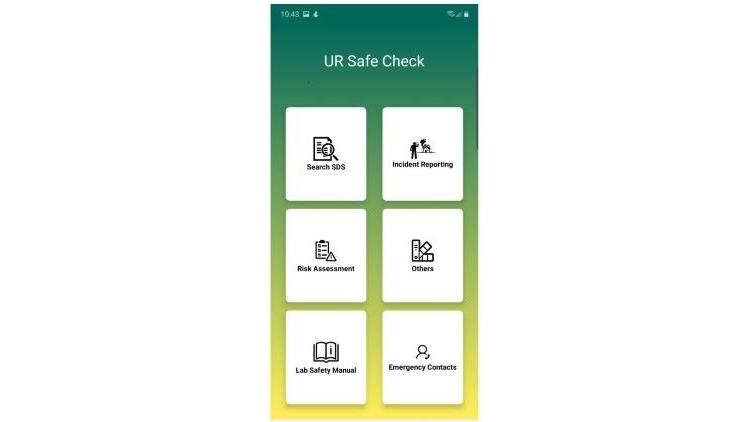 10:43
UR Safe Check
Search SDS
Incident Reporting
Risk Assessment
Others
Lab Safety Manual
Emergency Contacts